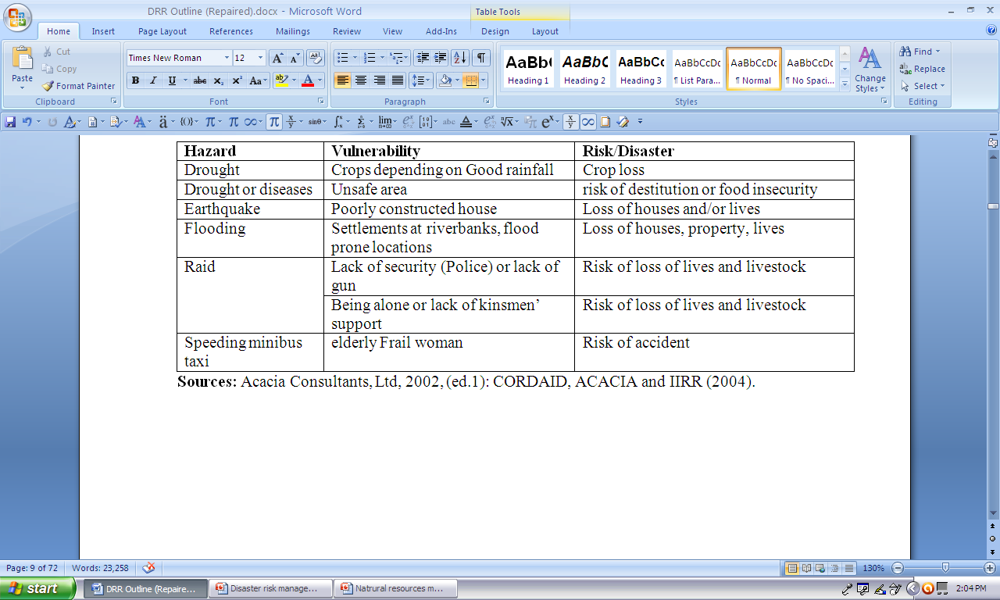 DRR Outline (Repaired).docx - Microsoft Word
Table Tools
Home Insert Page Layout References Mailings Review View Add-Ins Design Layout
Paste
Cut
Copy
Format Painter
Clipboard
Times New Roman 12
Font
Paragraph
AaBb( AaBbC AaBbCc AaBbCcDc AaBbCcDc AaBbCcDc
Heading 1 Heading 2 Heading 3 ¶ List Para... ¶ Normal ¶ No Spaci...
Styles
Change
Styles
Find
Replace
Select
Editing
Hazard Vulnerability Risk/Disaster
Drought Crops depending on Good rainfall Crop loss
Drought or diseases Unsafe area risk of destitution or food insecurity
Earthquake Poorly constructed house Loss of houses and/or lives
Flooding Settlements at riverbanks, flood Loss of houses, property, lives
prone locations
Raid Lack of security (Police) or lack of Risk of loss of lives and livestock
gun
Being alone or lack of kinsmen’ Risk of loss of lives and livestock
support
Speeding minibus elderly Frail woman Risk of accident
taxi
Sources: Acacia Consultants, Ltd, 2002, (ed.1): CORDAID, ACACIA and IIRR (2004).
Page: 9 of 72 Words: 23,258 130%
start DRR Outline (Repaire... Disaster risk manage... Natrural resources m... 2:04 PM